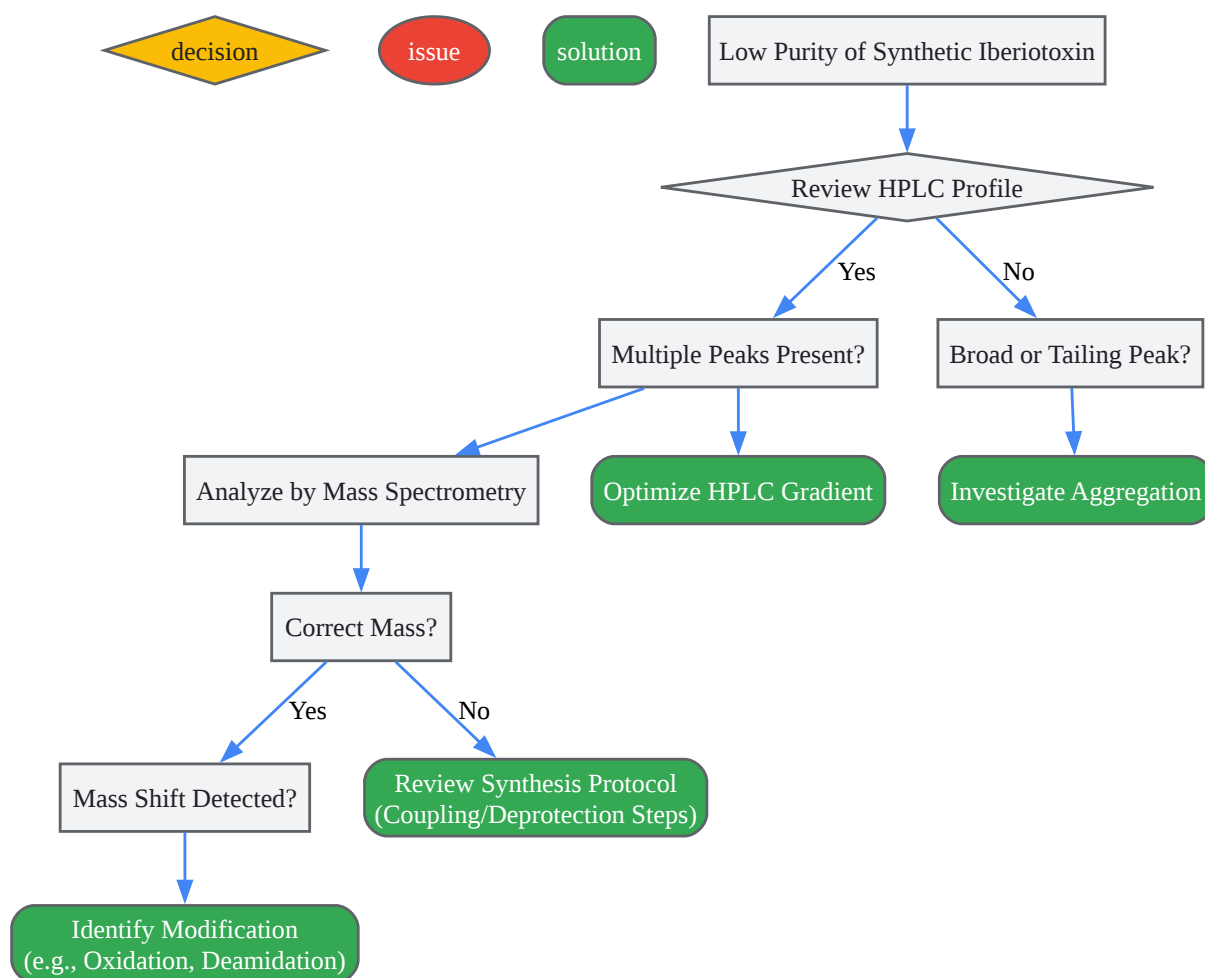 decision
issue
solution
Low Purity of Synthetic Iberiotoxin
Review HPLC Profile
Yes
No
Multiple Peaks Present?
Broad or Tailing Peak?
Analyze by Mass Spectrometry
Optimize HPLC Gradient
Investigate Aggregation
Correct Mass?
Yes
No
Mass Shift Detected?
Review Synthesis Protocol
(Coupling/Deprotection Steps)
Identify Modification
(e.g., Oxidation, Deamidation)